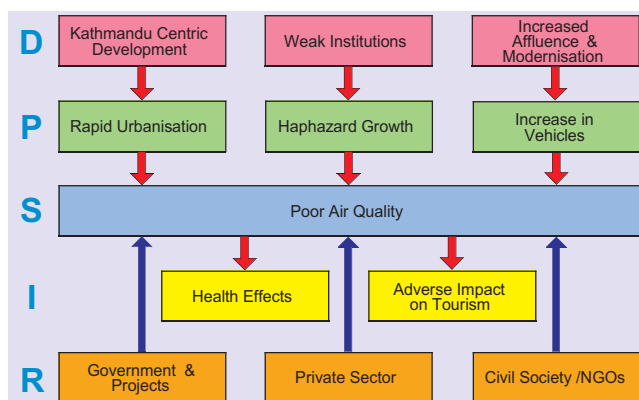 D
Kathmandu Centric
Development
Weak Institutions
Increased
Affluence &
Modernisation
P
Rapid Urbanisation
Haphazard Growth
Increase in
Vehicles
S
Poor Air Quality
I
Health Effects
Adverse Impact
on Tourism
R
Government &
Projects
Private Sector
Civil Society /NGOs